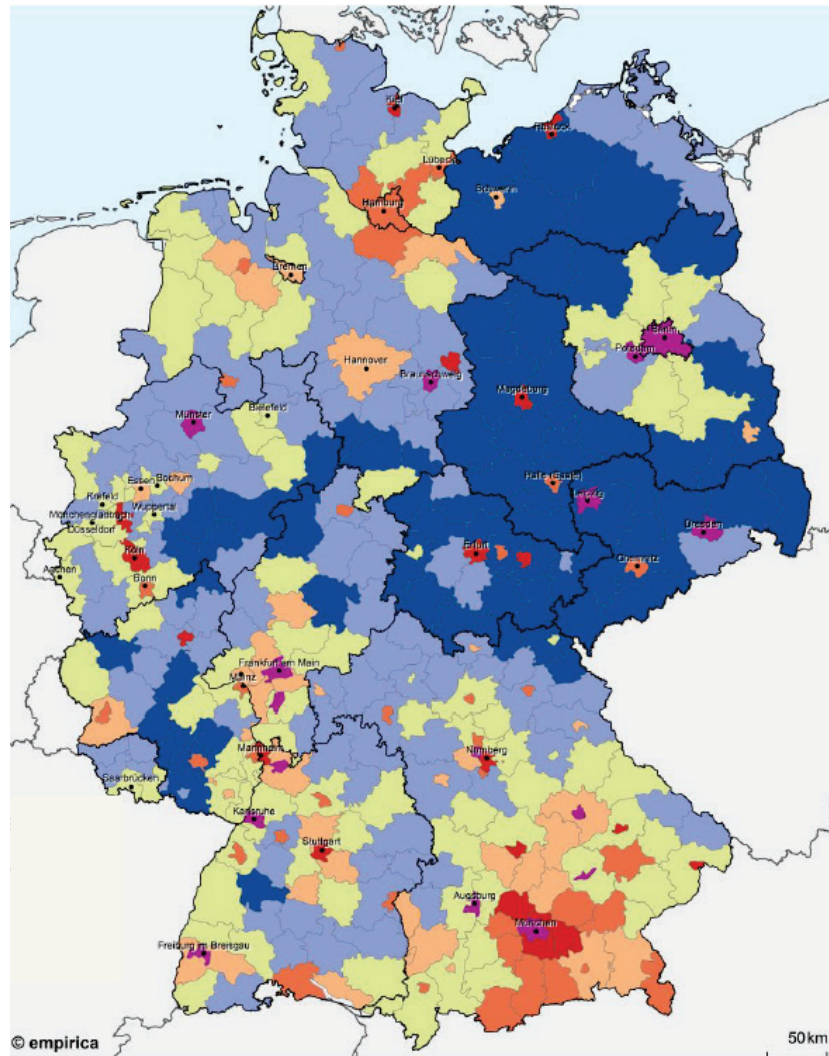 Kiel
Rostock
Lübeck
Schwerin
Hamburg
Bremen
Berlin
Potsdam
Hannover
Braunschweig
Magdeburg
Münster
Bielefeld
Halle (Saale)
Leipzig
Essen
Bochum
Krefeld
Mönchengladbach
Wuppertal
Düsseldorf
Dresden
Köln
Erfurt
Chemnitz
Aachen
Bonn
Frankfurt am Main
Mainz
Mannheim
Nürnberg
Saarbrücken
Karlsruhe
Stuttgart
Augsburg
München
Freiburg im Breisgau
© empirica
50 km